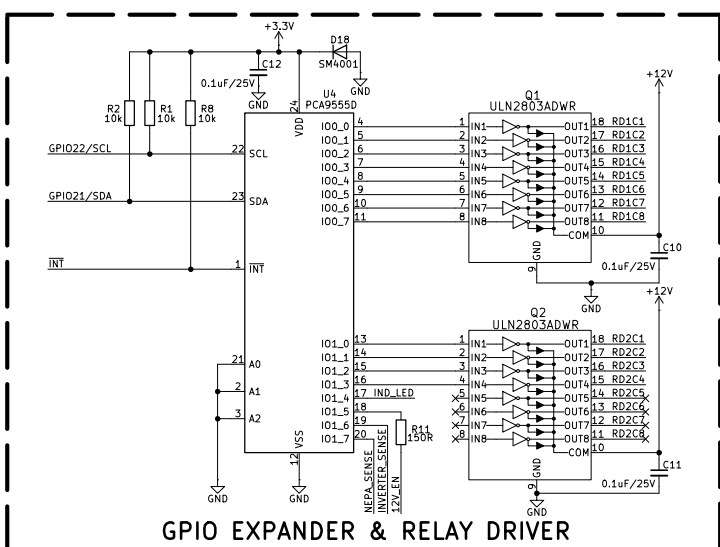 +3.3V
D18
SM4001
C12
0.1uF/25V
GND
GND
+12V
R2
10k
R1
10k
R8
10k
U4
PCA9555D
24
VDD
Q1
ULN2803ADWR
GPIO22/SCL
22 SCL
GPIO21/SDA
23 SDA
INT
1 INT
21 A0
2 A1
3 A2
VSS
12
GND
GND
IO0_0 4
IO0_1 5
IO0_2 6
IO0_3 7
IO0_4 8
IO0_5 9
IO0_6 10
IO0_7 11
1 IN1 OUT1 18 RD1C1
2 IN2 OUT2 17 RD1C2
3 IN3 OUT3 16 RD1C3
4 IN4 OUT4 15 RD1C4
5 IN5 OUT5 14 RD1C5
6 IN6 OUT6 13 RD1C6
7 IN7 OUT7 12 RD1C7
8 IN8 OUT8 11 RD1C8
COM 10
GND
9
C10
0.1uF/25V
GND
+12V
Q2
ULN2803ADWR
IO1_0 13
IO1_1 14
IO1_2 15
IO1_3 16
IO1_4 17 IND_LED
IO1_5 18
IO1_6 19
IO1_7 20
R11
150R
NEPA_SENSE
INVERTER_SENSE
12V_EN
1 IN1 OUT1 18 RD2C1
2 IN2 OUT2 17 RD2C2
3 IN3 OUT3 16 RD2C3
4 IN4 OUT4 15 RD2C4
5 IN5 OUT5 14 RD2C5
6 IN6 OUT6 13 RD2C6
7 IN7 OUT7 12 RD2C7
8 IN8 OUT8 11 RD2C8
COM 10
GND
9
C11
0.1uF/25V
GND
GPIO EXPANDER & RELAY DRIVER